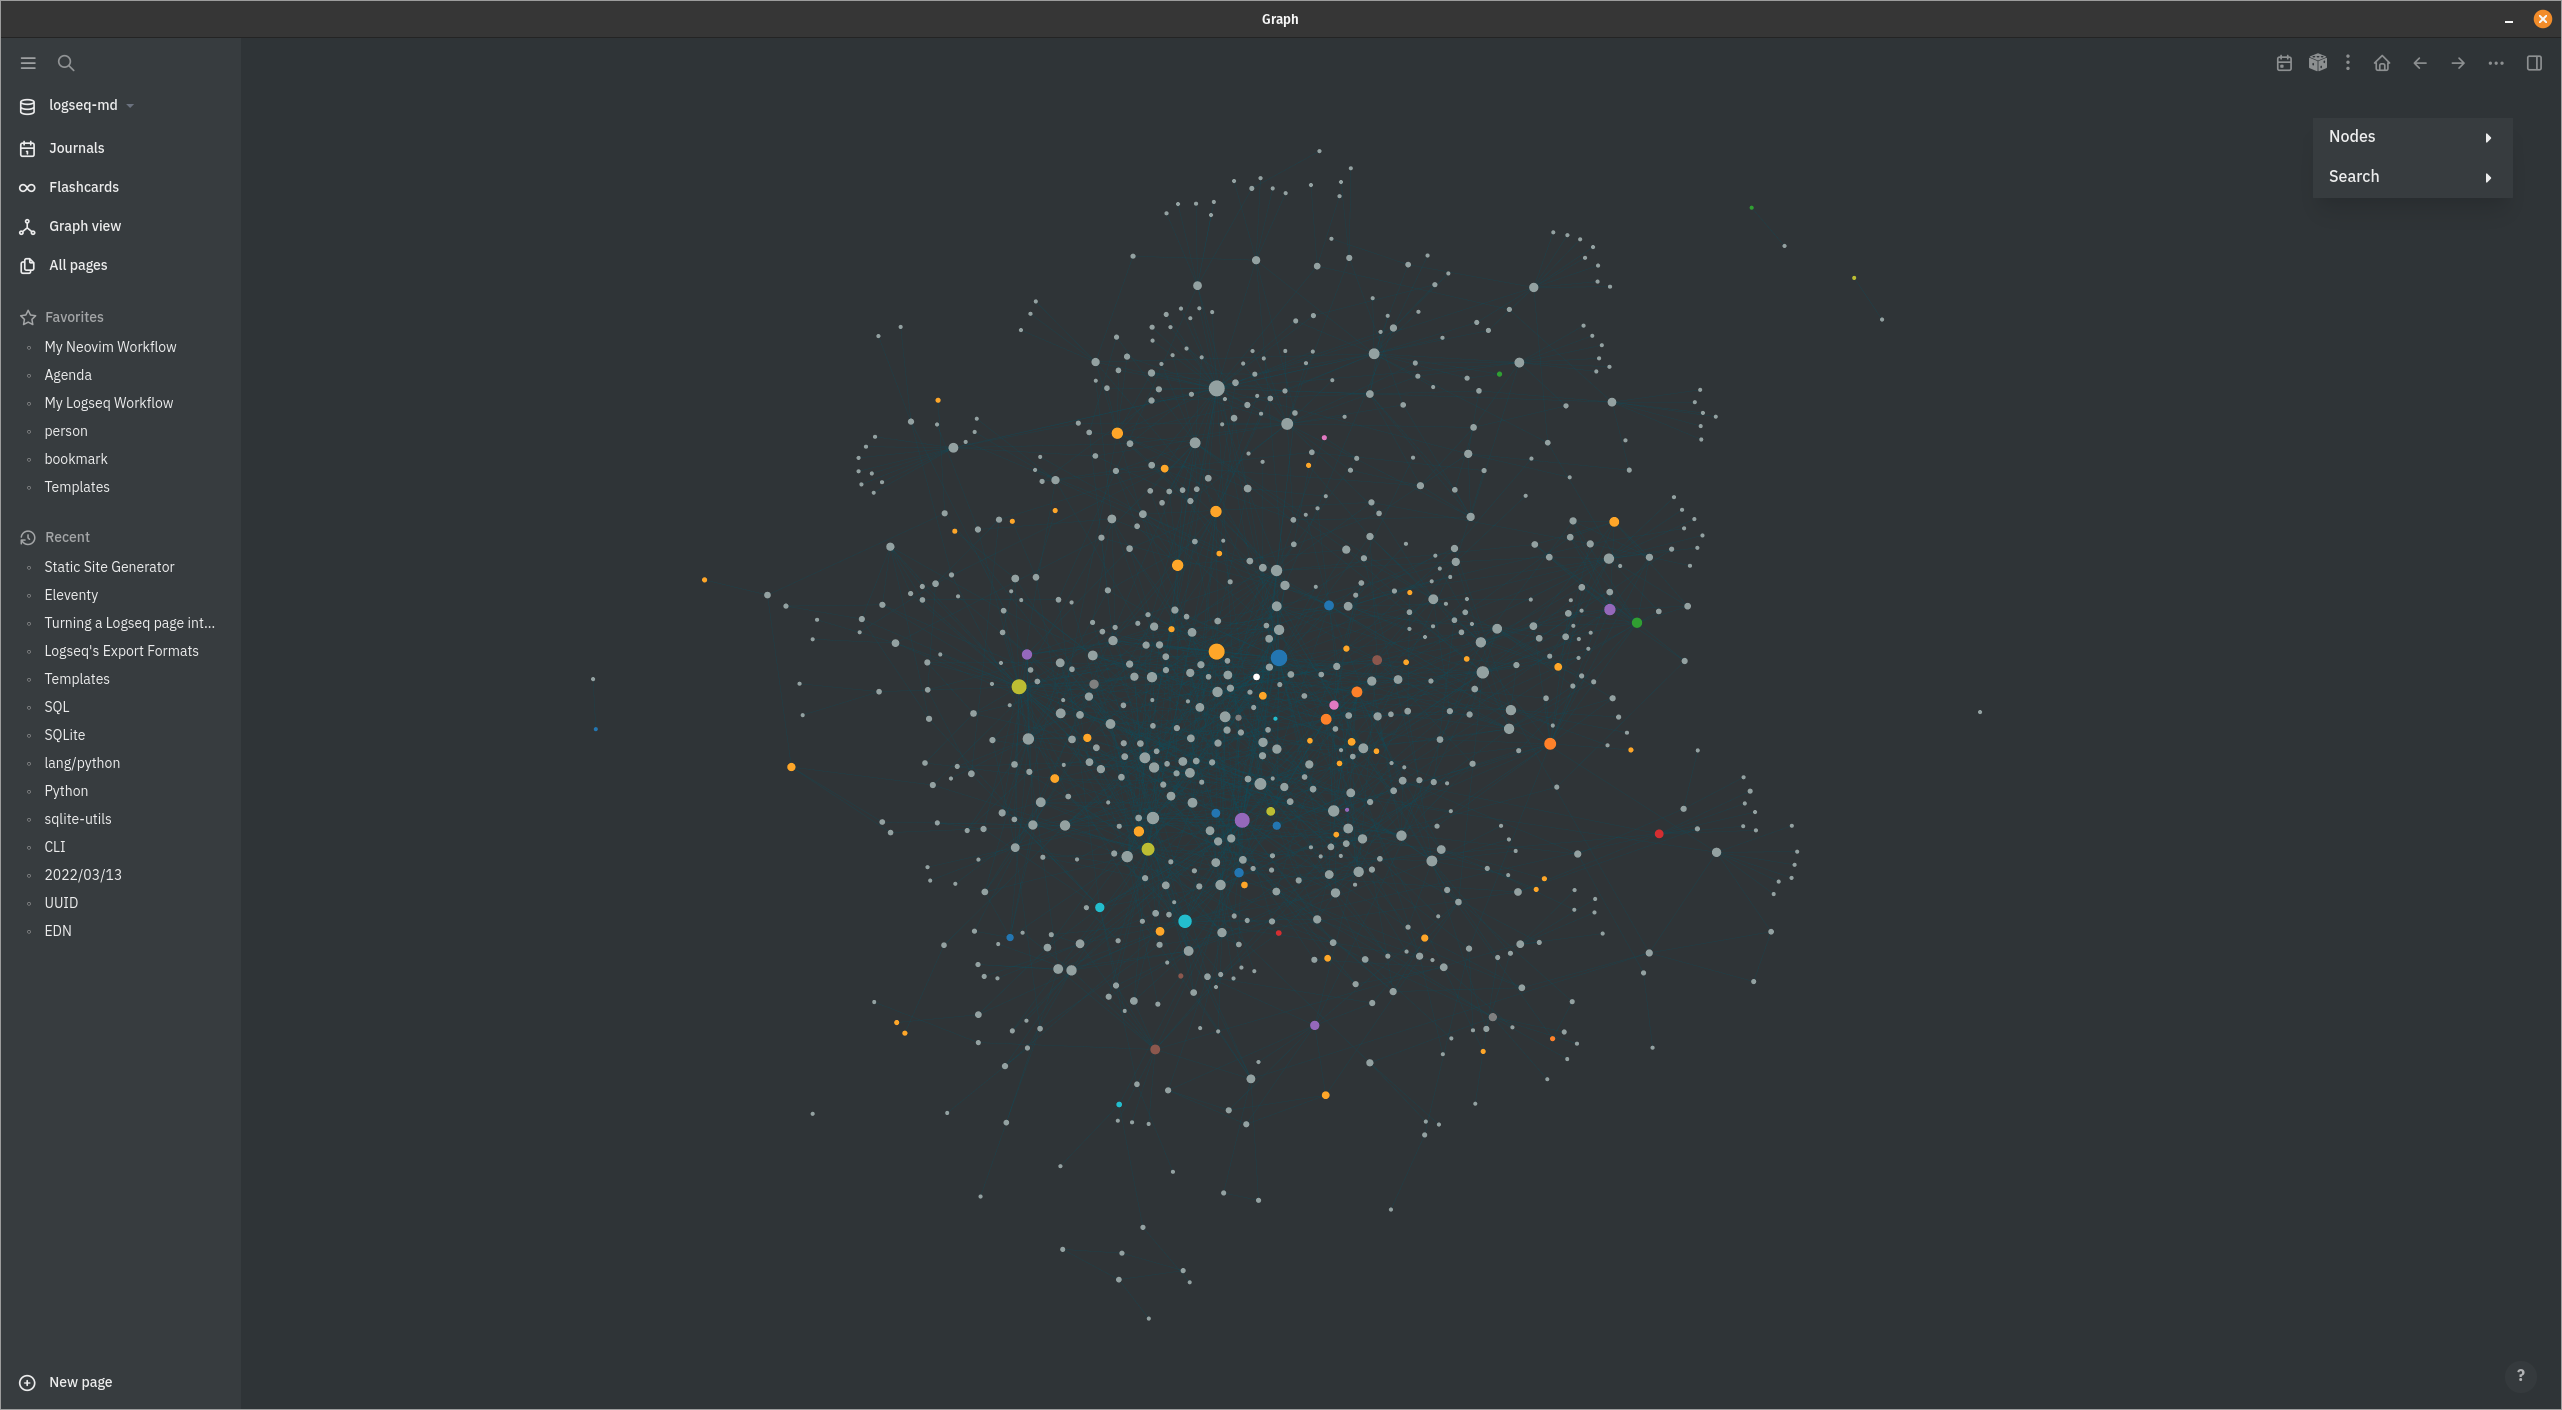 Graph
logseq-md
Journals
Flashcards
Graph view
All pages
Favorites
My Neovim Workflow
Agenda
My Logseq Workflow
person
bookmark
Templates
Recent
Static Site Generator
Eleventy
Turning a Logseq page int...
Logseq's Export Formats
Templates
SQL
SQLite
lang/python
Python
sqlite-utils
CLI
2022/03/13
UUID
EDN
New page
Nodes
Search
?